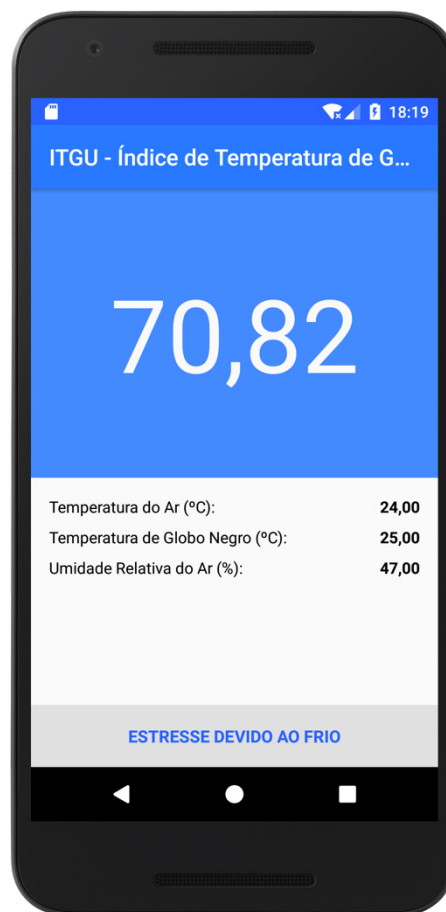 18:19
ITGU - Índice de Temperatura de G...
70,82
Temperatura do Ar (ºC): 24,00
Temperatura de Globo Negro (ºC): 25,00
Umidade Relativa do Ar (%): 47,00
ESTRESSE DEVIDO AO FRIO